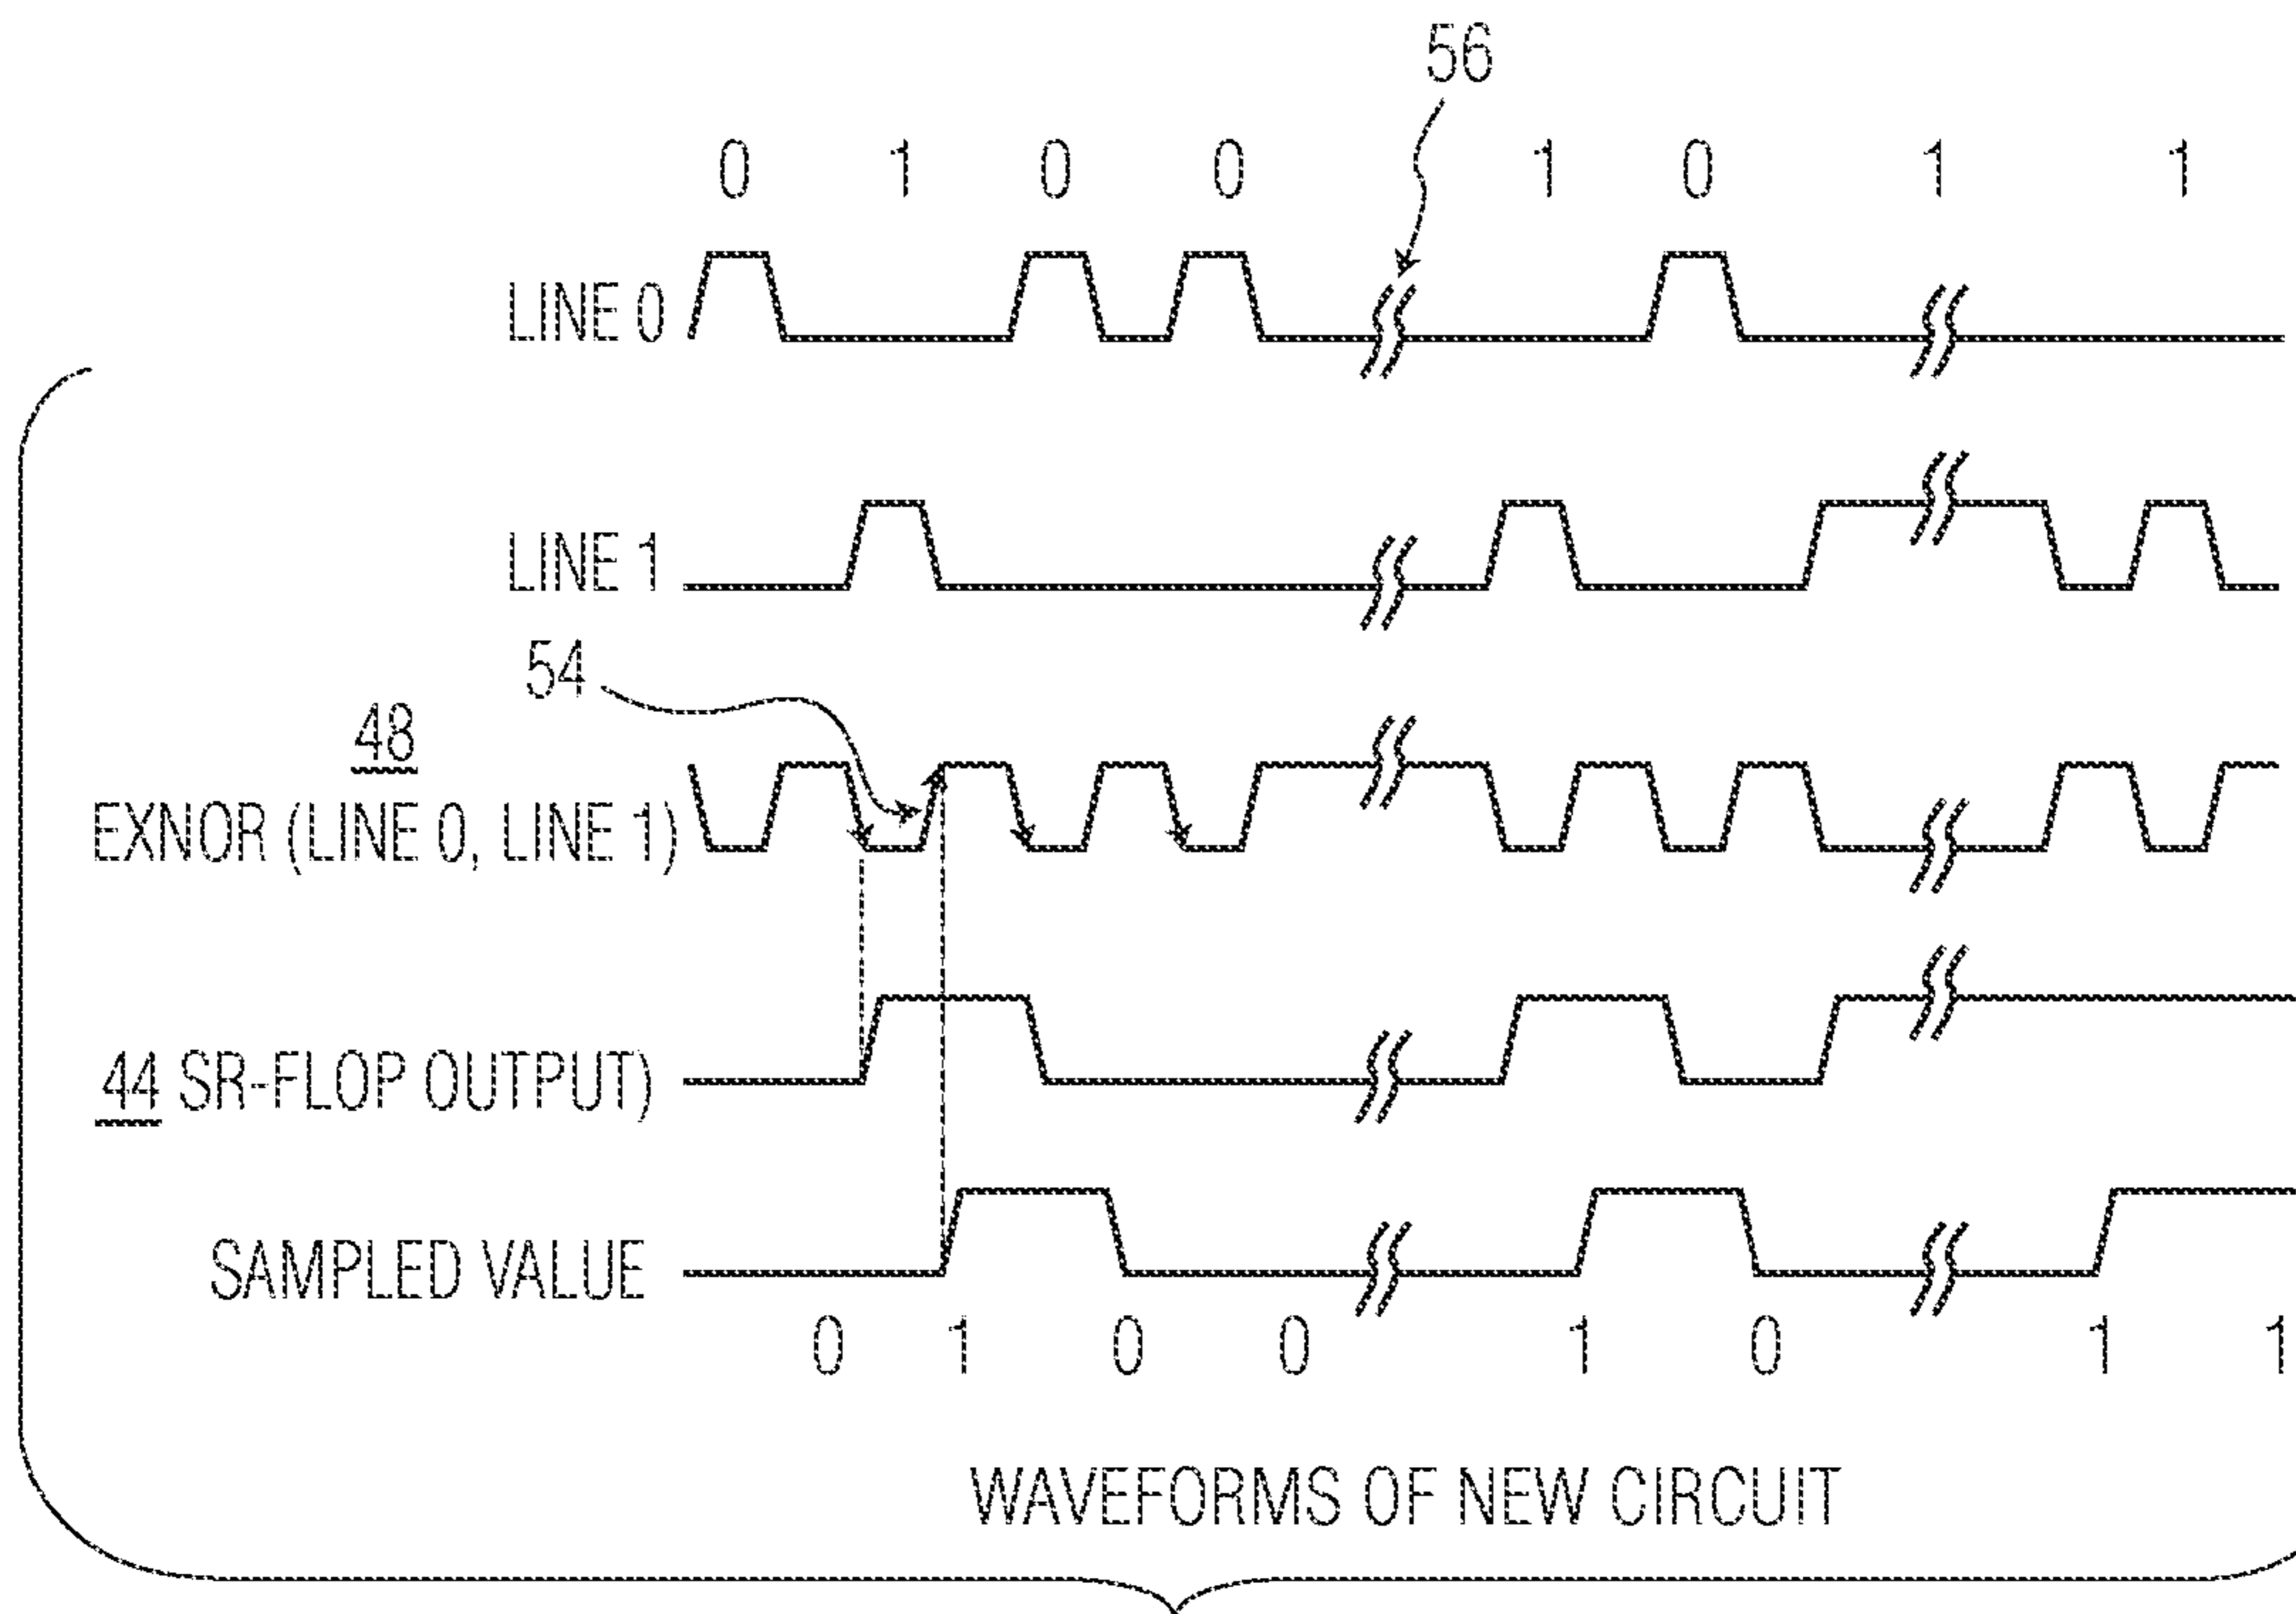 56
0 1 0 0 1 0 1 1
LINE 0
LINE 1
54
48
EXNOR (LINE 0, LINE 1)
44 SR-FLOP OUTPUT)
SAMPLED VALUE
0 1 0 0 1 0 1 1
WAVEFORMS OF NEW CIRCUIT